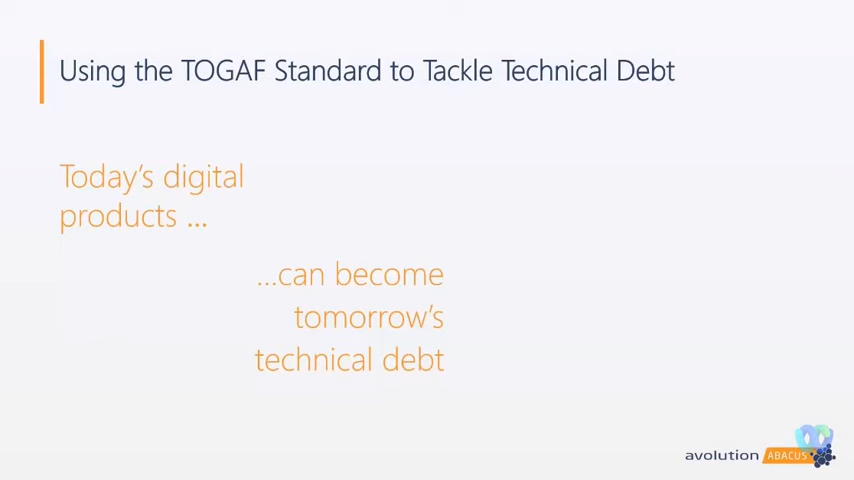 Using the TOGAF Standard to Tackle Technical Debt
Today's digital
products ...
...can become
tomorrow's
technical debt
avolution ABACUS